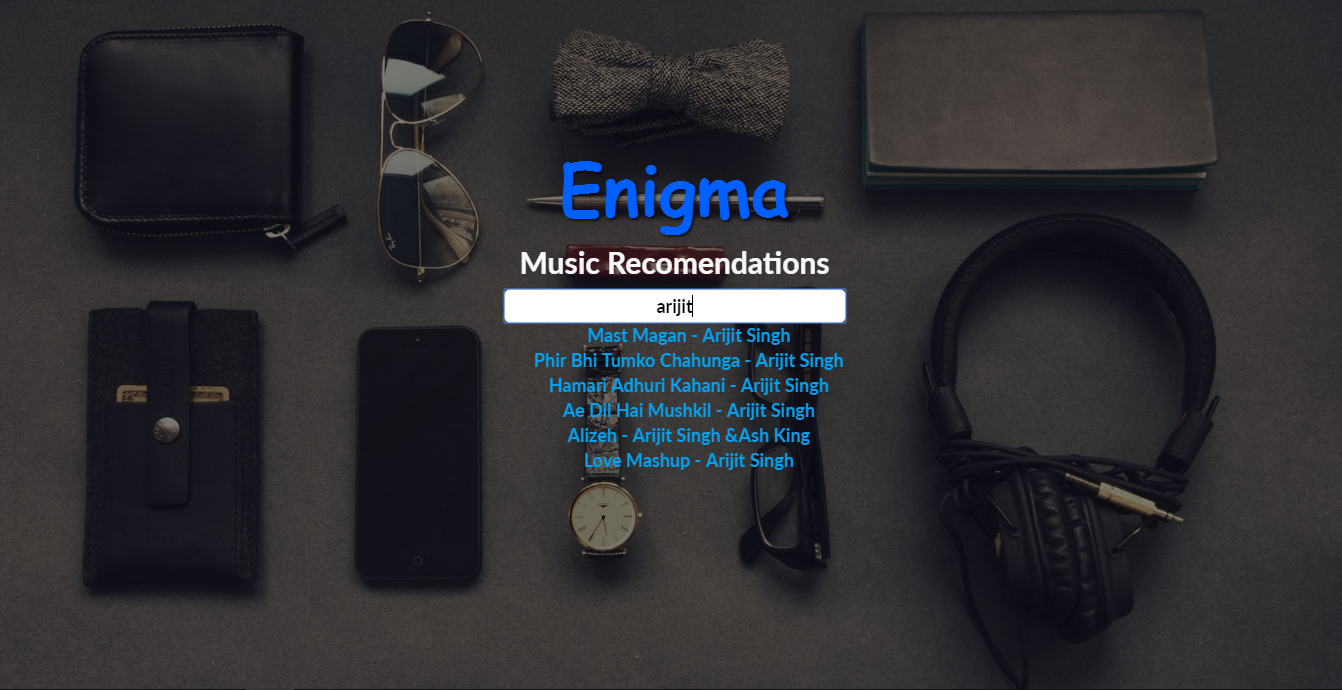 Enigma
Music Recomendations
arijit
Mast Magan - Arijit Singh
Phir Bhi Tumko Chahunga - Arijit Singh
Hamari Adhuri Kahani - Arijit Singh
Ae Dil Hai Mushkil - Arijit Singh
Alizeh - Arijit Singh &Ash King
Love Mashup - Arijit Singh